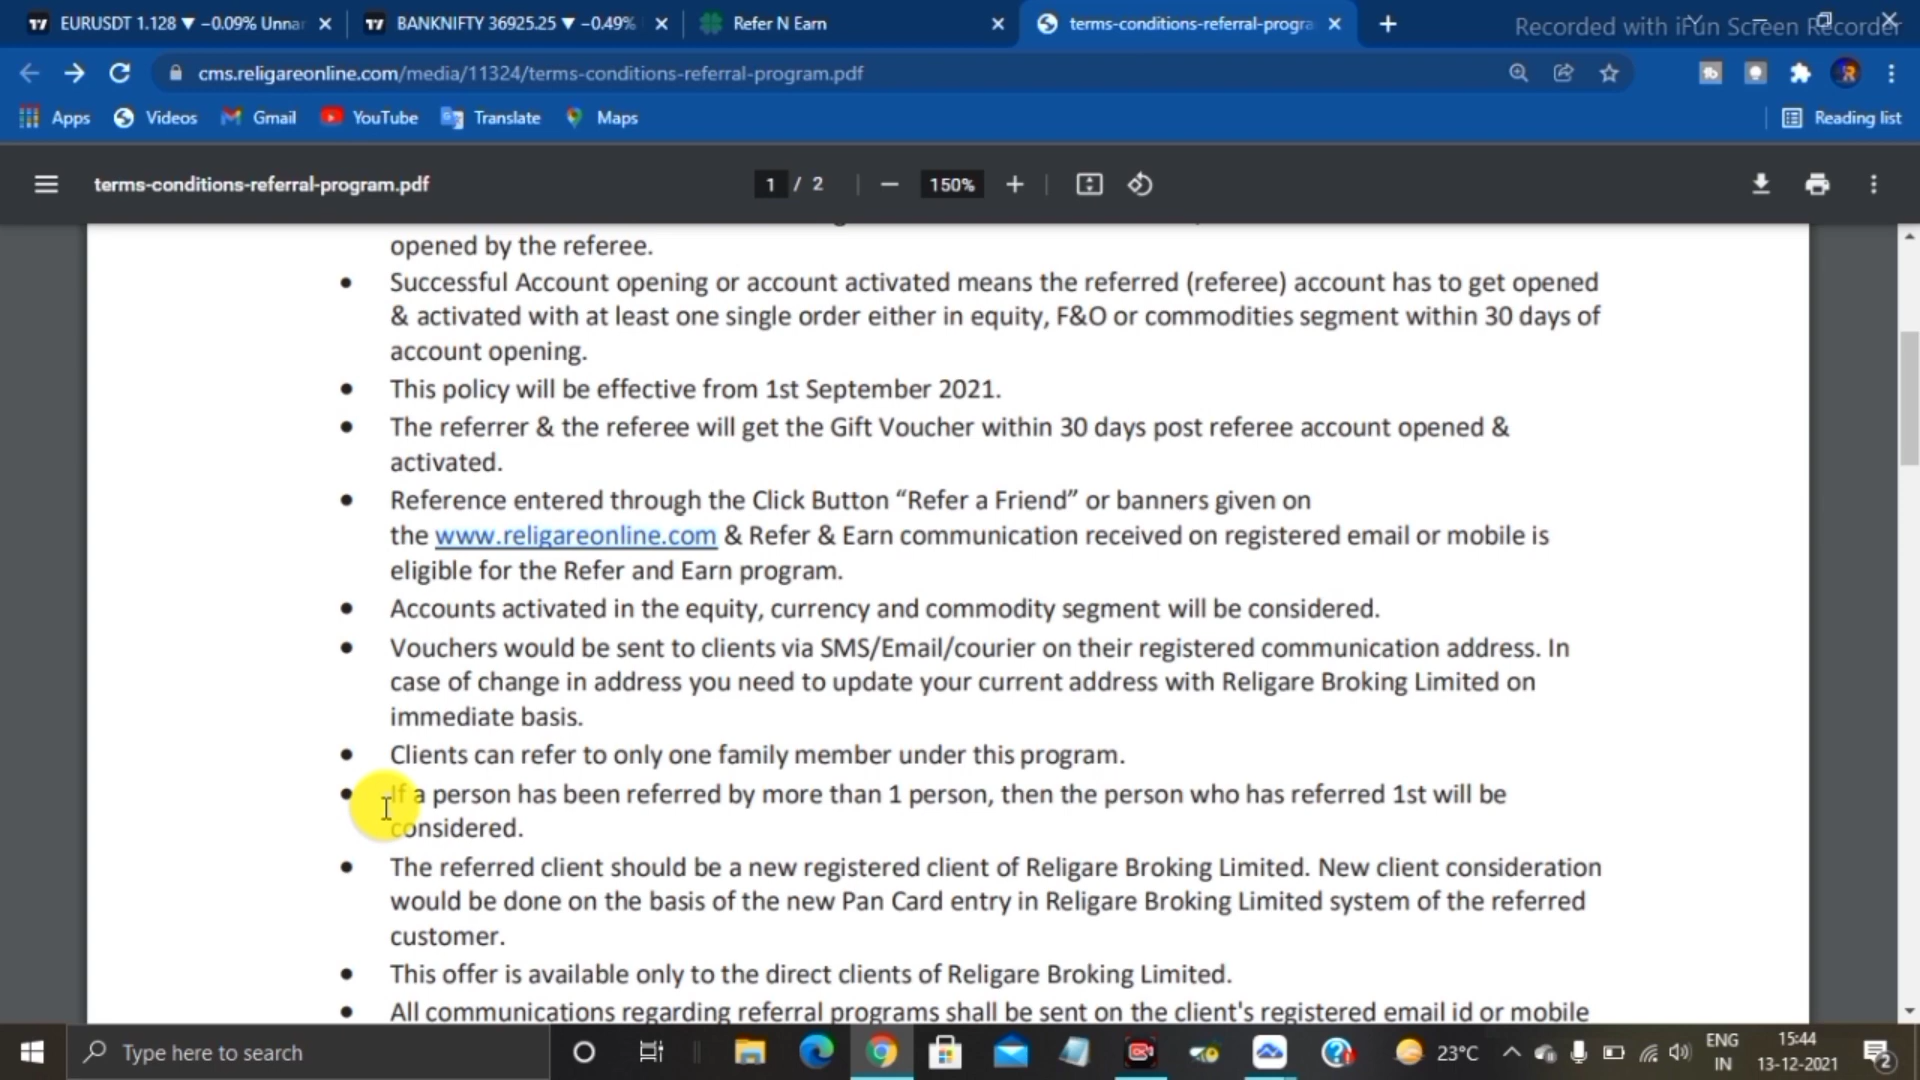 EURUSDT 1.128 ▼ −0.09% Unnar
BANKNIFTY 36925.25 ▼ −0.49%
Refer N Earn
terms-conditions-referral-progra
Recorded with iFun Screen Recorder
cms.religareonline.com/media/11324/terms-conditions-referral-program.pdf
Apps
Videos
Gmail
YouTube
Translate
Maps
Reading list
terms-conditions-referral-program.pdf
1 / 2
150%
opened by the referee.
• Successful Account opening or account activated means the referred (referee) account has to get opened
& activated with at least one single order either in equity, F&O or commodities segment within 30 days of
account opening.
• This policy will be effective from 1st September 2021.
• The referrer & the referee will get the Gift Voucher within 30 days post referee account opened &
activated.
• Reference entered through the Click Button “Refer a Friend” or banners given on
the www.religareonline.com & Refer & Earn communication received on registered email or mobile is
eligible for the Refer and Earn program.
• Accounts activated in the equity, currency and commodity segment will be considered.
• Vouchers would be sent to clients via SMS/Email/courier on their registered communication address. In
case of change in address you need to update your current address with Religare Broking Limited on
immediate basis.
• Clients can refer to only one family member under this program.
• If a person has been referred by more than 1 person, then the person who has referred 1st will be
considered.
• The referred client should be a new registered client of Religare Broking Limited. New client consideration
would be done on the basis of the new Pan Card entry in Religare Broking Limited system of the referred
customer.
• This offer is available only to the direct clients of Religare Broking Limited.
• All communications regarding referral programs shall be sent on the client's registered email id or mobile
Type here to search
23°C
ENG
IN
15:44
13-12-2021
2